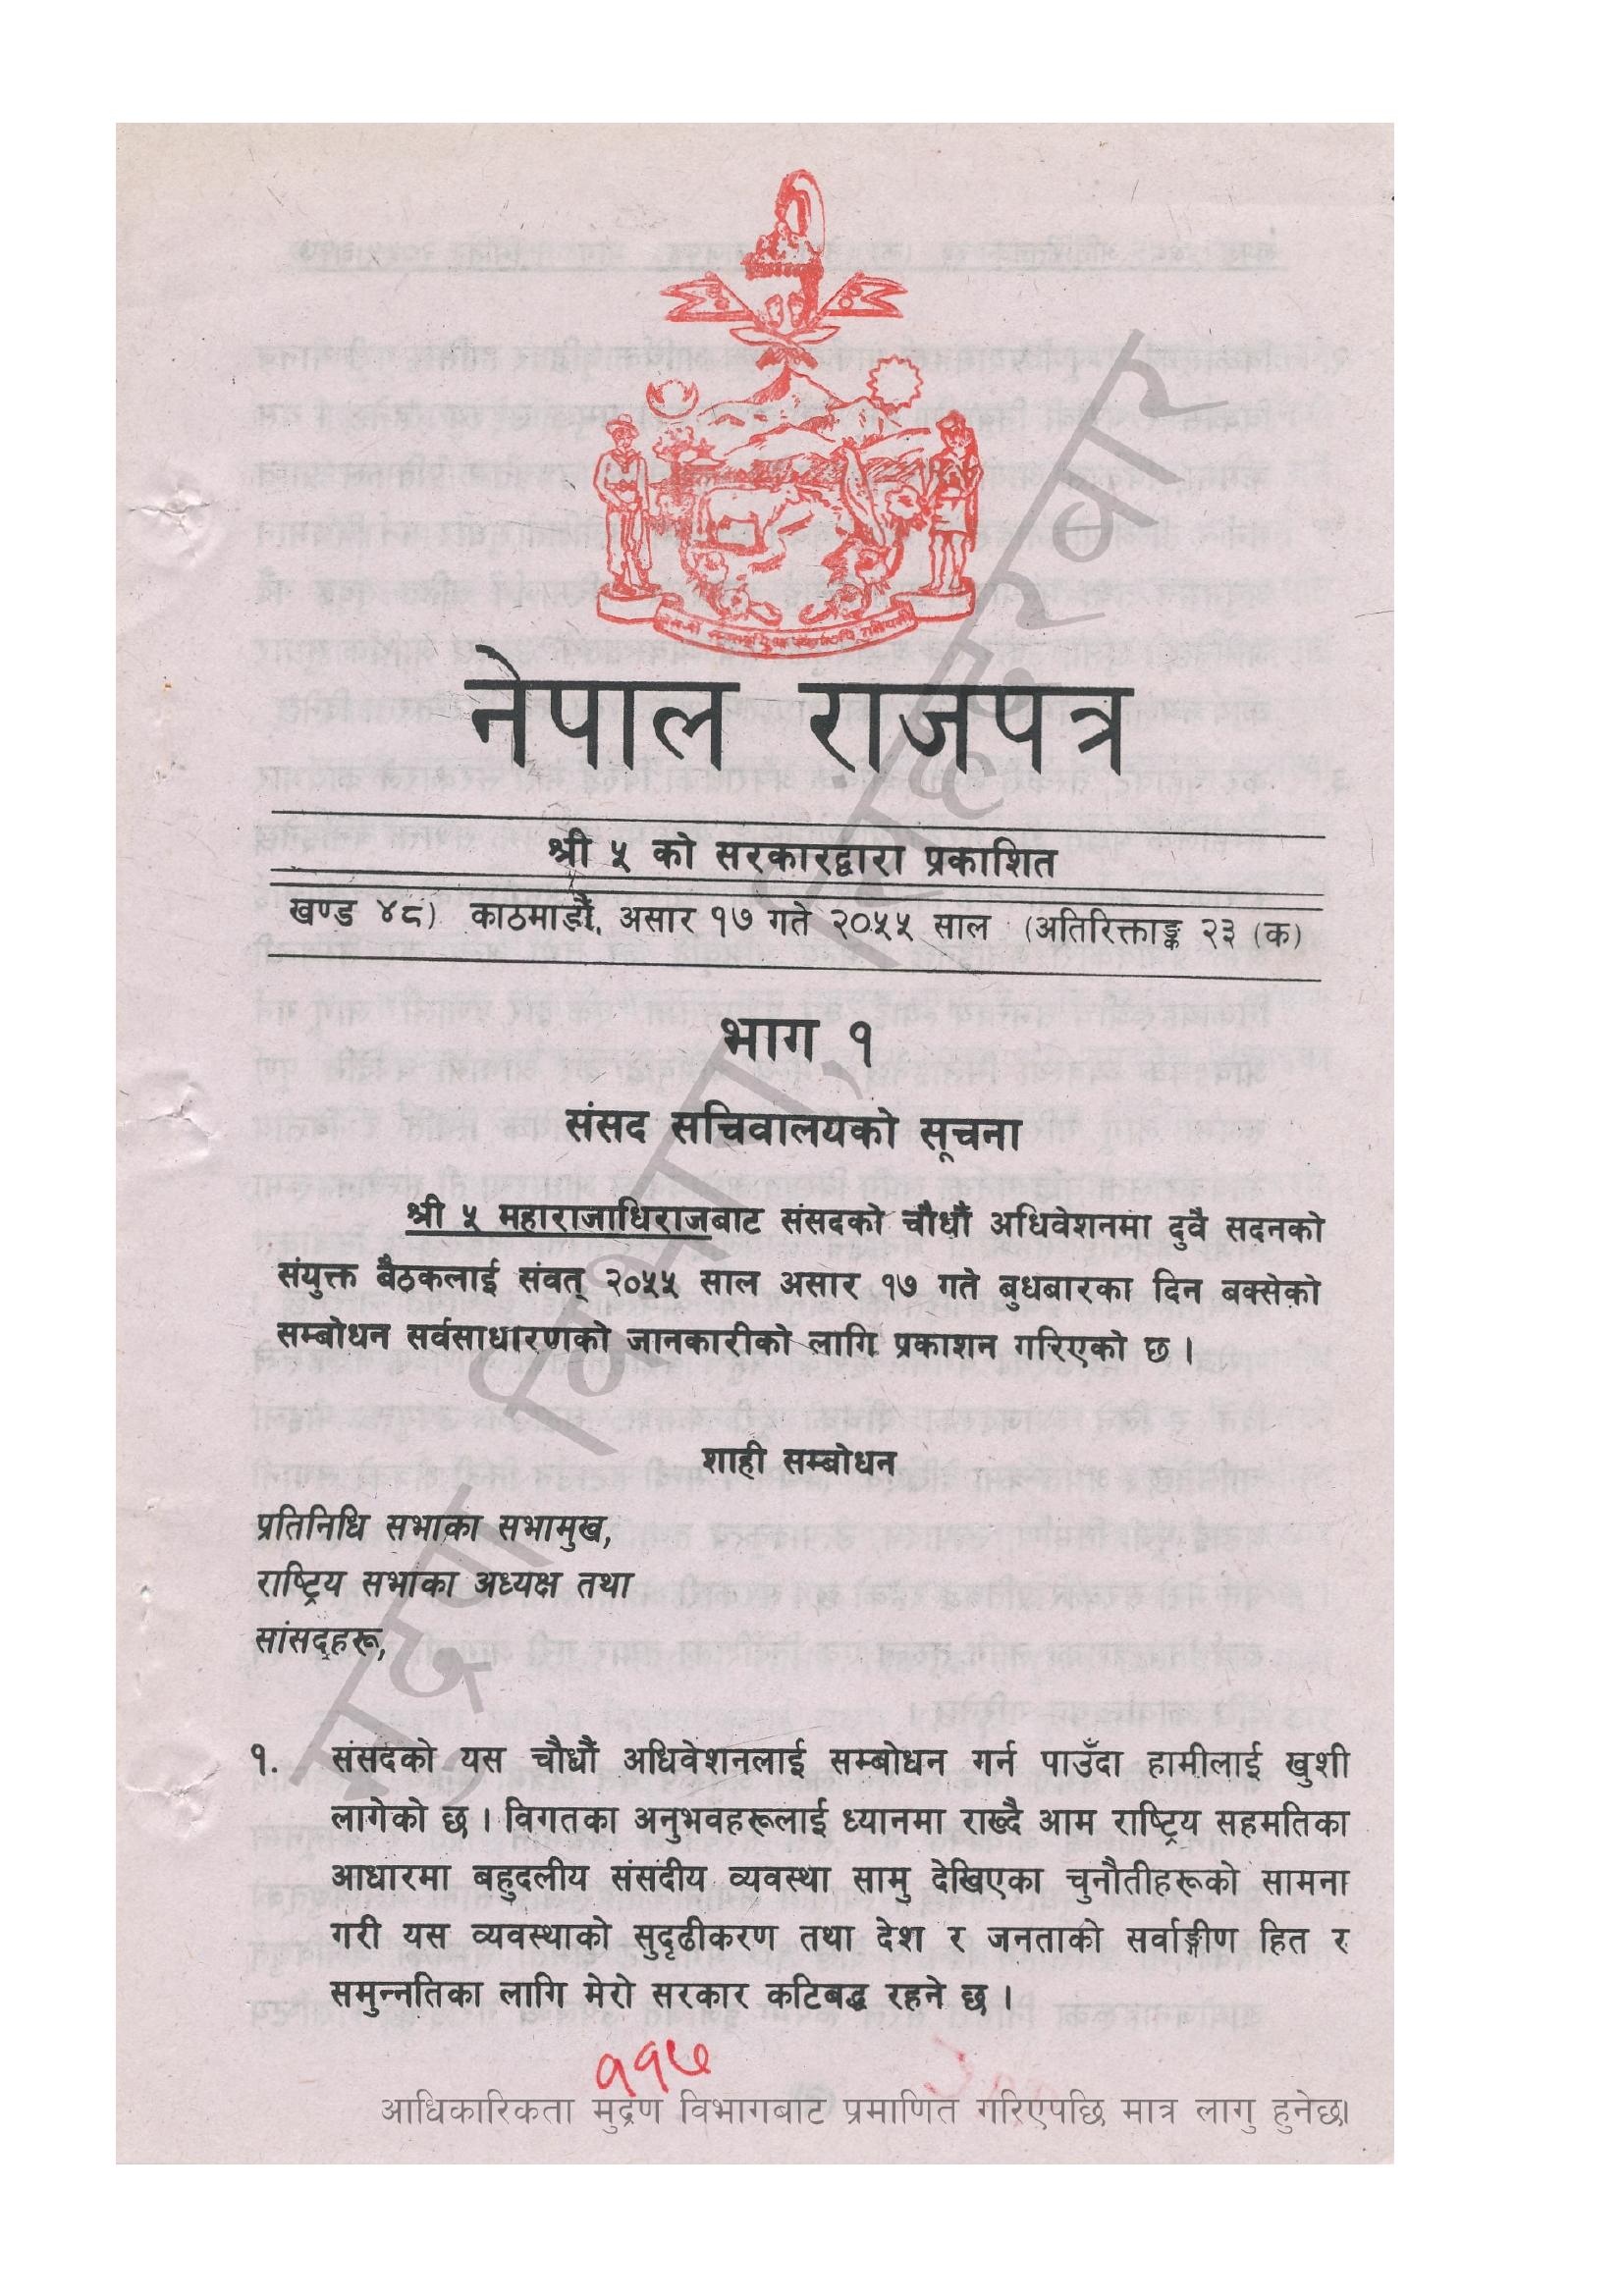 नेपाल राजपत्र
श्री ५ को सरकारद्वारा प्रकाशित
खण्ड ४८) काठमाडौं, असार १७ गते २०५५ साल (अतिरिक्ताङ्क २३ (क)
भाग १
संसद सचिवालयको सूचना
श्री ५ महाराजाधिराजबाट संसदको चौधौं अधिवेशनमा दुवै सदनको
संयुक्त बैठकलाई संवत् २०५५ साल असार १७ गते बुधबारका दिन बक्सेको
सम्बोधन सर्वसाधारणको जानकारीको लागि प्रकाशन गरिएको छ ।
शाही सम्बोधन
प्रतिनिधि सभाका सभामुख,
राष्ट्रिय सभाका अध्यक्ष तथा
सांसद्हरू,
१. संसदको यस चौधौं अधिवेशनलाई सम्बोधन गर्न पाउँदा हामीलाई खुशी
लागेको छ । विगतका अनुभवहरूलाई ध्यानमा राख्दै आम राष्ट्रिय सहमतिका
आधारमा बहुदलीय संसदीय व्यवस्था सामु देखिएका चुनौतीहरूको सामना
गरी यस व्यवस्थाको सुदृढीकरण तथा देश र जनताको सर्वाङ्गीण हित र
समुन्नतिका लागि मेरो सरकार कटिबद्ध रहने छ ।
११७
आधिकारिकता मुद्रण विभागबाट प्रमाणित गरिएपछि मात्र लागु हुनेछ।
मुद्रण विभाग, सिंहदरवार